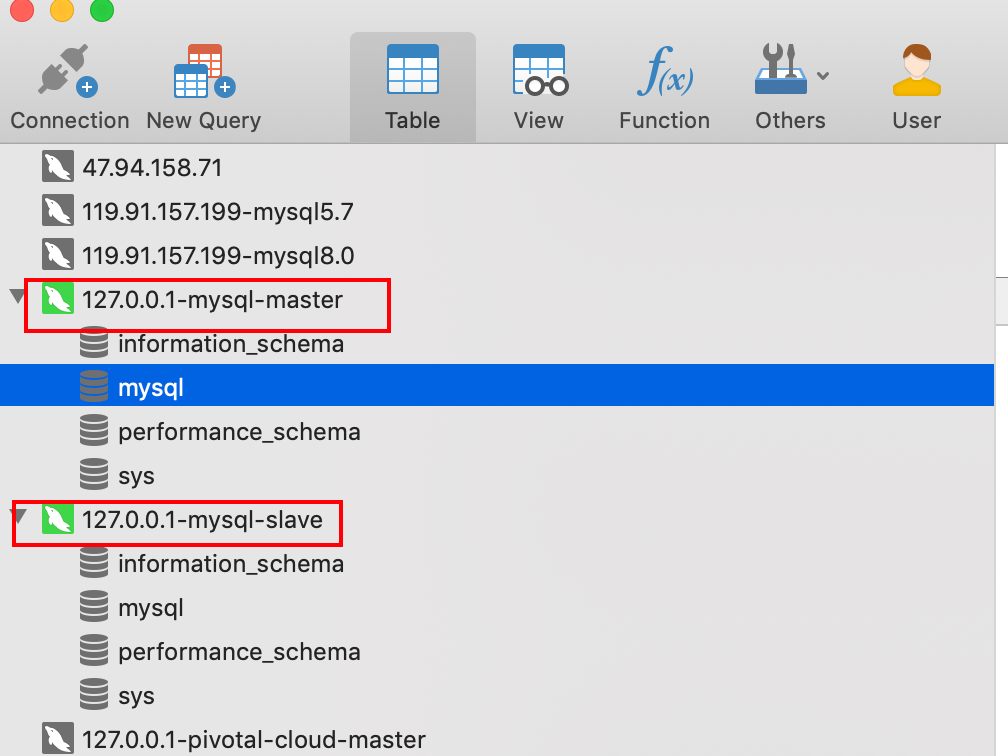 Connection New Query Table View Function Others User
47.94.158.71
119.91.157.199-mysql5.7
119.91.157.199-mysql8.0
127.0.0.1-mysql-master
information_schema
mysql
performance_schema
sys
127.0.0.1-mysql-slave
information_schema
mysql
performance_schema
sys
127.0.0.1-pivotal-cloud-master